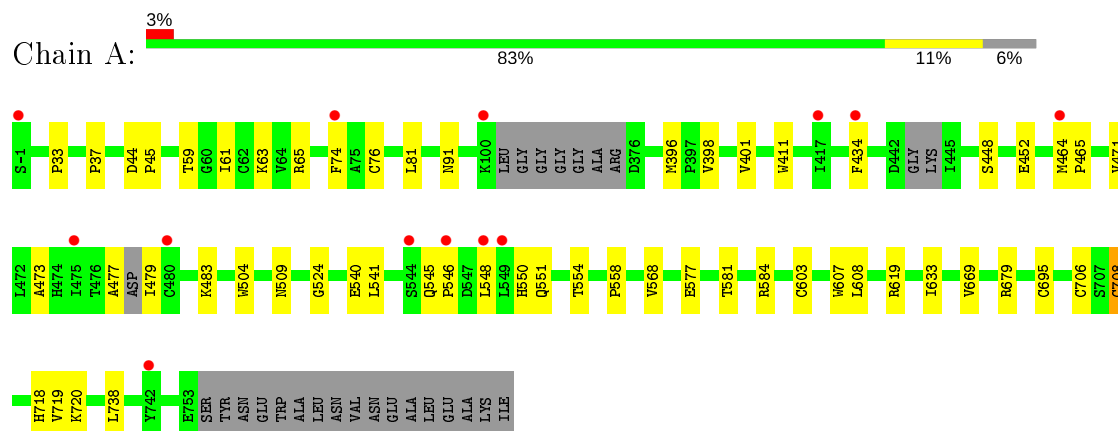 3%
Chain A:
83% 11% 6%
S-1 P33 P37 D44 P45 T59 G60 I61 C62 K63 V64 R65 F74 A75 C76 L81 N91 K100 LEU GLY GLY GLY GLY ALA ARG D376 M396 P397 V398 V401 W411 I417 F434 D442 GLY LYS I445 S448 E452 M464 P465 V471
L472 A473 H474 I475 T476 A477 ASP I479 C480 K483 W504 N509 G524 E540 L541 S544 Q545 P546 D547 L548 L549 H550 Q551 T554 P558 V568 E577 T581 R584 C603 W607 L608 R619 I633 V669 R679 C695 C706 S707 C708
H718 V719 K720 L738 Y742 E753 SER TYR ASN GLU TRP ALA LEU ASN VAL ASN GLU ALA LEU GLU ALA LYS ILE